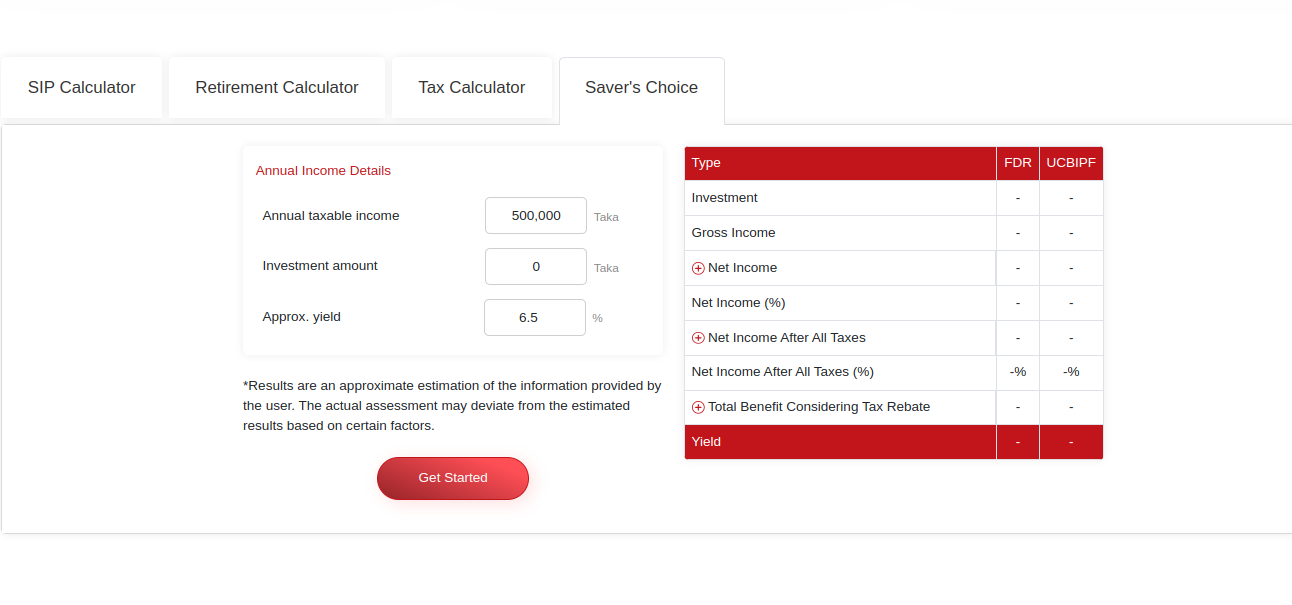 SIP Calculator Retirement Calculator Tax Calculator Saver's Choice
Annual Income Details
Annual taxable income 500,000 Taka
Investment amount 0 Taka
Approx. yield 6.5 %
*Results are an approximate estimation of the information provided by
the user. The actual assessment may deviate from the estimated
results based on certain factors.
Get Started
Type FDR UCBIPF
Investment - -
Gross Income - -
Net Income - -
Net Income (%) - -
Net Income After All Taxes - -
Net Income After All Taxes (%) -% -%
Total Benefit Considering Tax Rebate - -
Yield - -